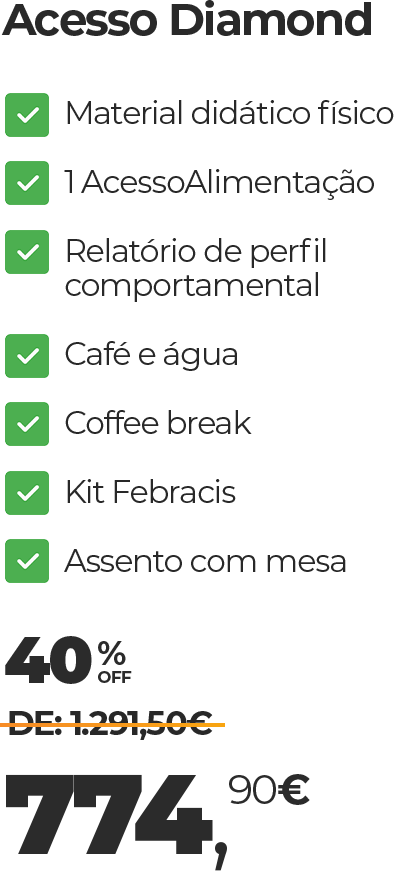 Acesso Diamond
Material didático físico
1 AcessoAlimentação
Relatório de perfil
comportamental
Café e água
Coffee break
Kit Febracis
Assento com mesa
40% OFF
DE: 1.291,50€
774,90€